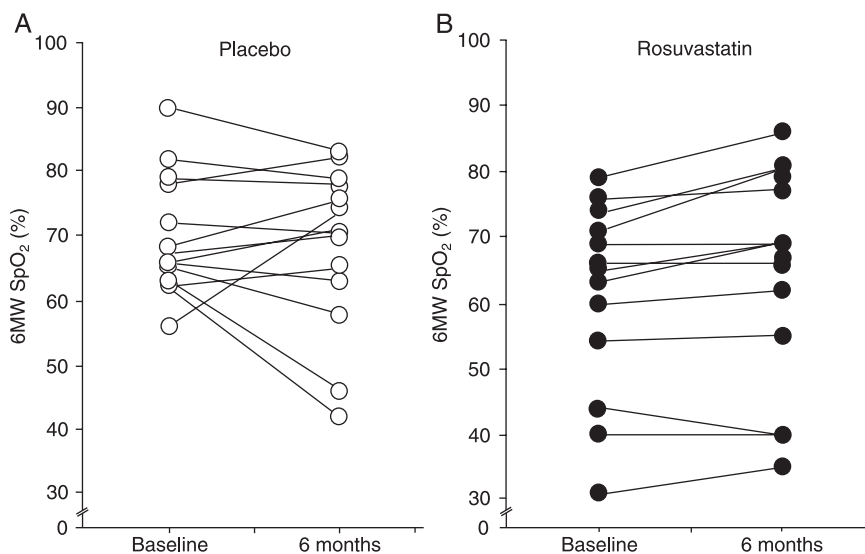 A
Placebo
100
90
80
70
60
50
40
30
0
6MW SpO₂ (%)
Baseline
6 months
B
Rosuvastatin
100
90
80
70
60
50
40
30
0
6MW SpO₂ (%)
Baseline
6 months